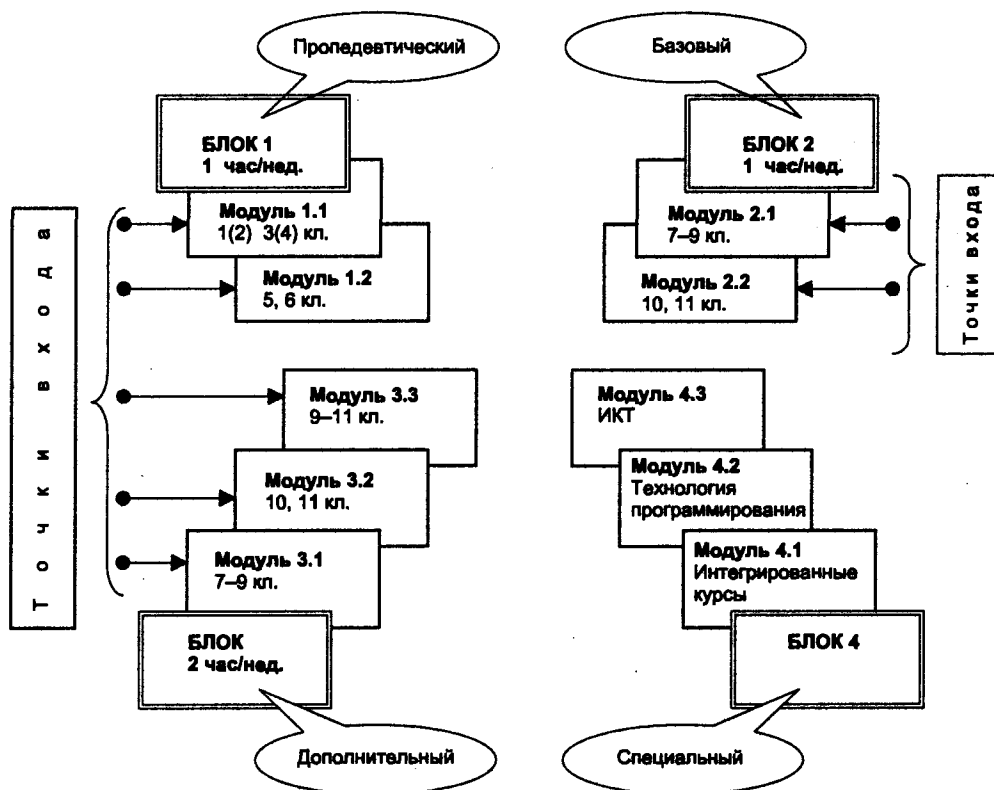 Пропедевтический
Базовый
БЛОК 1
1 час/нед.
БЛОК 2
1 час/нед.
Модуль 1.1
1(2) 3(4) кл.
Модуль 1.2
5, 6 кл.
Модуль 2.1
7–9 кл.
Модуль 2.2
10, 11 кл.
Точки входа
Точки входа
Модуль 3.3
9–11 кл.
Модуль 3.2
10, 11 кл.
Модуль 3.1
7–9 кл.
БЛОК
2 час/нед.
Модуль 4.3
ИКТ
Модуль 4.2
Технология
программирования
Модуль 4.1
Интегрированные
курсы
БЛОК 4
Дополнительный
Специальный